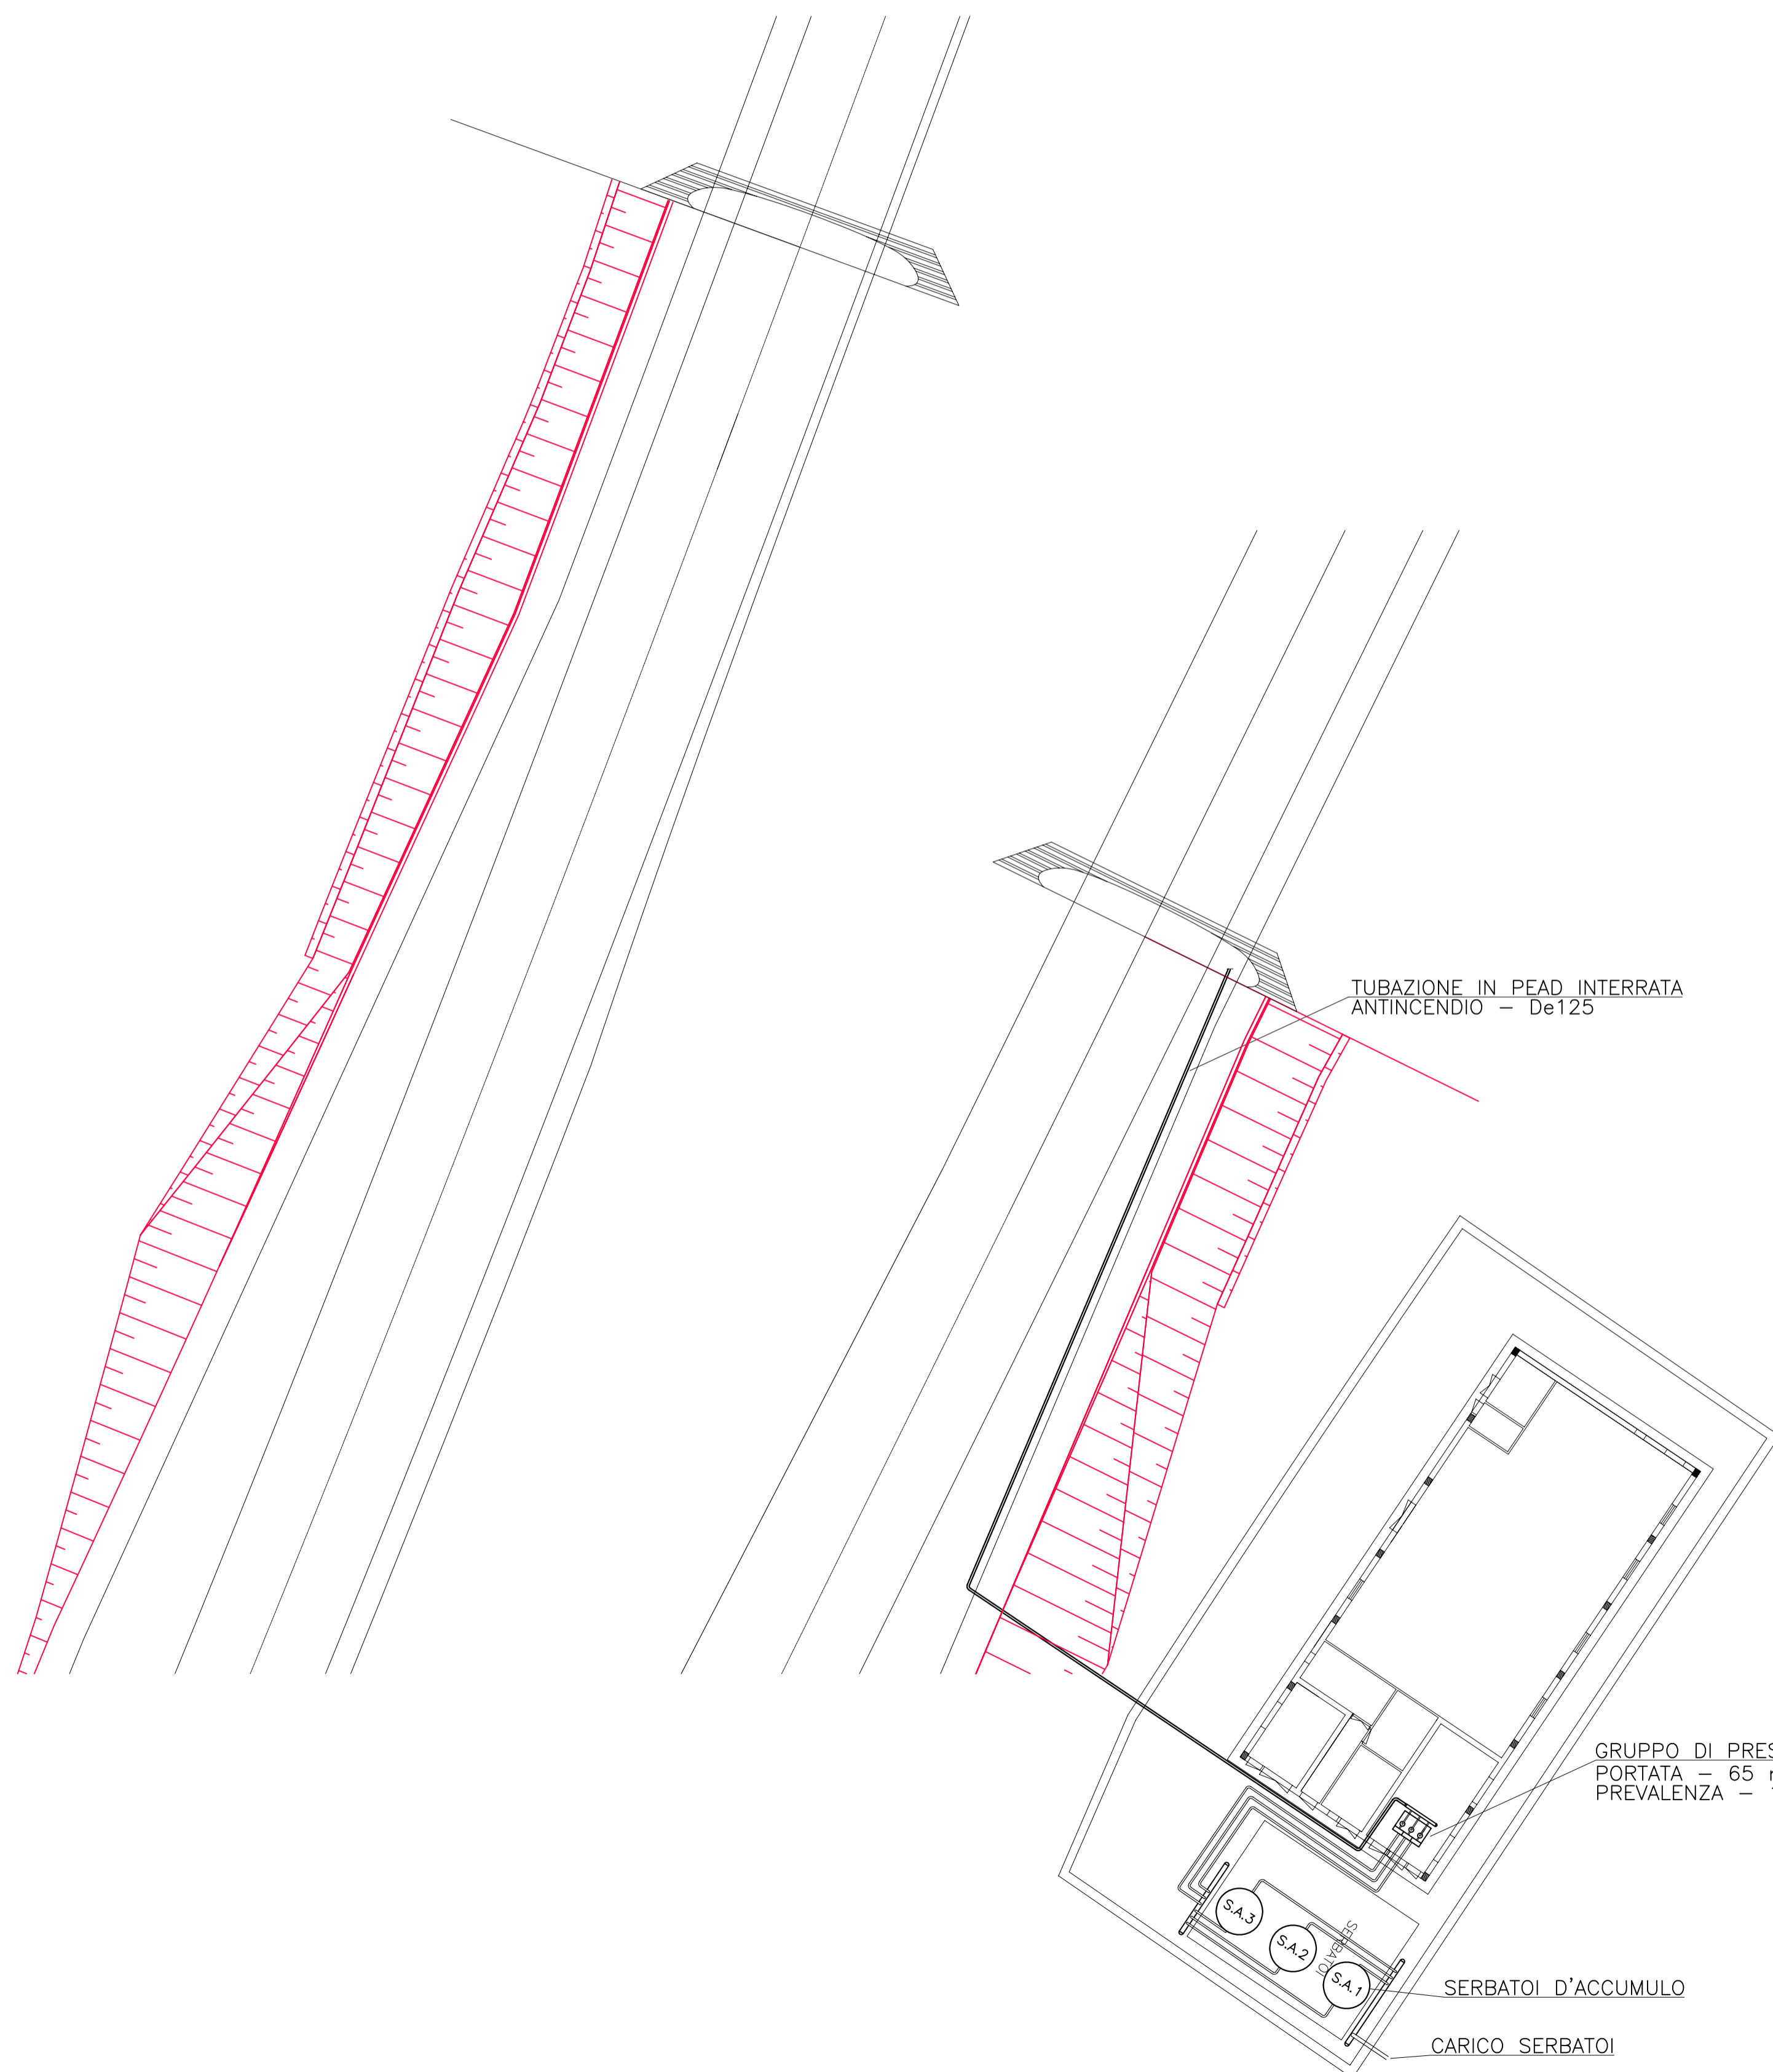 TUBAZIONE IN PEAD INTERRATA
ANTINCENDIO – De125
GRUPPO DI PRES
PORTATA – 65
PREVALENZA –
S.A.3
S.A.2
S.A.1
SERBATOI
SERBATOI D'ACCUMULO
CARICO SERBATOI